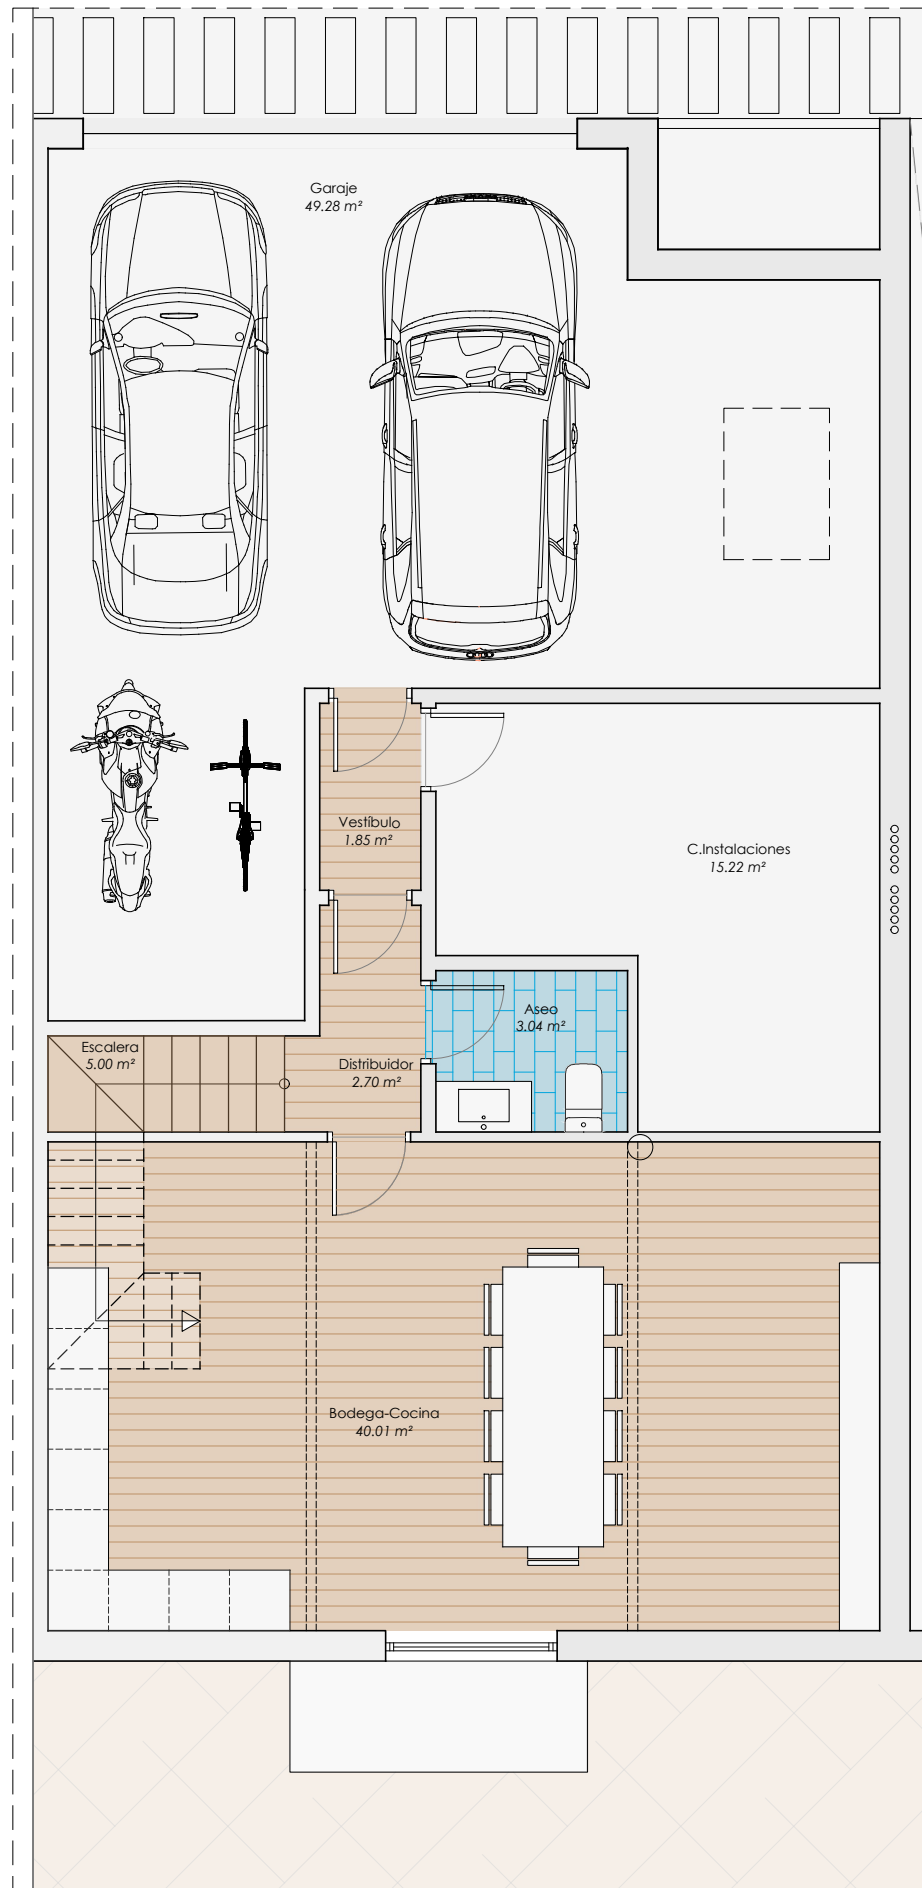 Garaje
49.28 m²
Vestíbulo
1.85 m²
C.Instalaciones
15.22 m²
Aseo
3.04 m²
Escalera
5.00 m²
Distribuidor
2.70 m²
Bodega-Cocina
40.01 m²